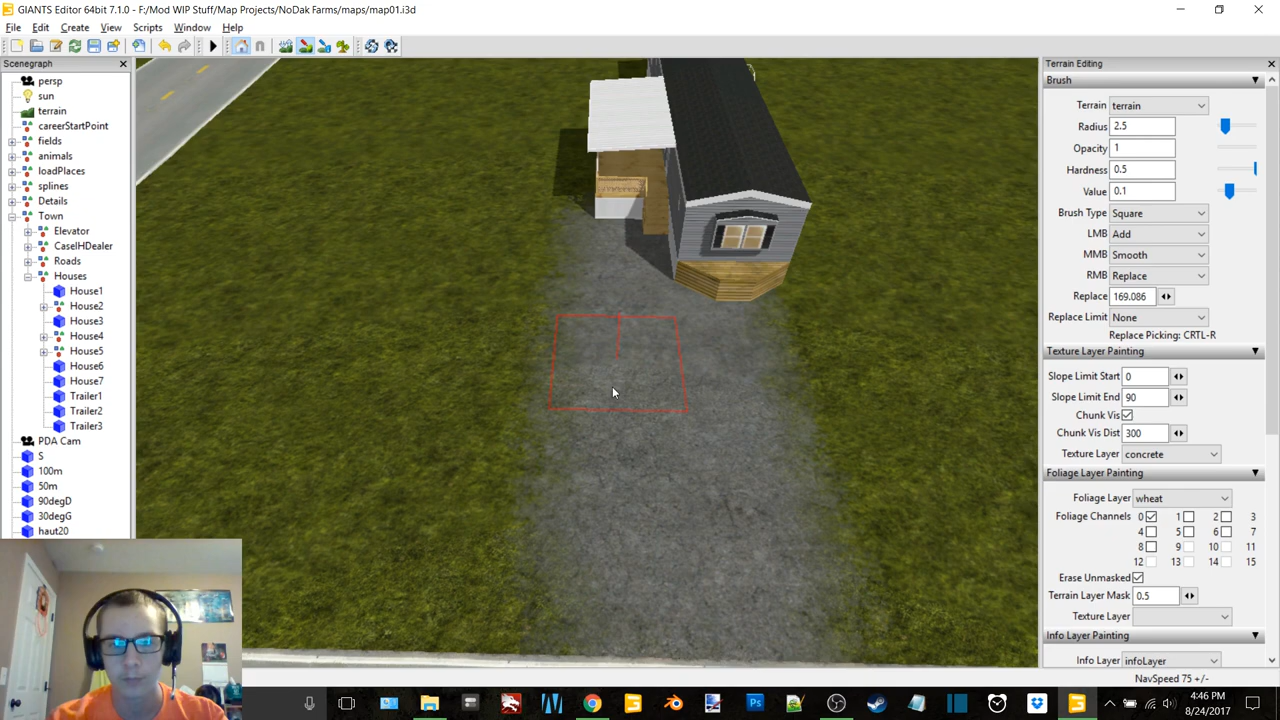 GIANTS Editor 64bit 7.1.0 - F:/Mod WIP Stuff/Map Projects/NoDak Farms/maps/map01.i3d
File Edit Create View Scripts Window Help
Scenegraph
persp
sun
terrain
careerStartPoint
fields
animals
loadPlaces
splines
Details
Town
Elevator
CaseIHDealer
Roads
Houses
House1
House2
House3
House4
House5
House6
House7
Trailer1
Trailer2
Trailer3
PDA Cam
S
100m
50m
90degD
30degG
haut20
Terrain Editing
Brush
Terrain terrain
Radius 2.5
Opacity 1
Hardness 0.5
Value 0.1
Brush Type Square
LMB Add
MMB Smooth
RMB Replace
Replace 169.086
Replace Limit None
Replace Picking: CRTL-R
Texture Layer Painting
Slope Limit Start 0
Slope Limit End 90
Chunk Vis
Chunk Vis Dist 300
Texture Layer concrete
Foliage Layer Painting
Foliage Layer wheat
Foliage Channels 0 1 2 3
4 5 6 7
8 9 10 11
12 13 14 15
Erase Unmasked
Terrain Layer Mask 0.5
Texture Layer
Info Layer Painting
Info Layer infoLayer
NavSpeed 75 +/-
4:46 PM
8/24/2017